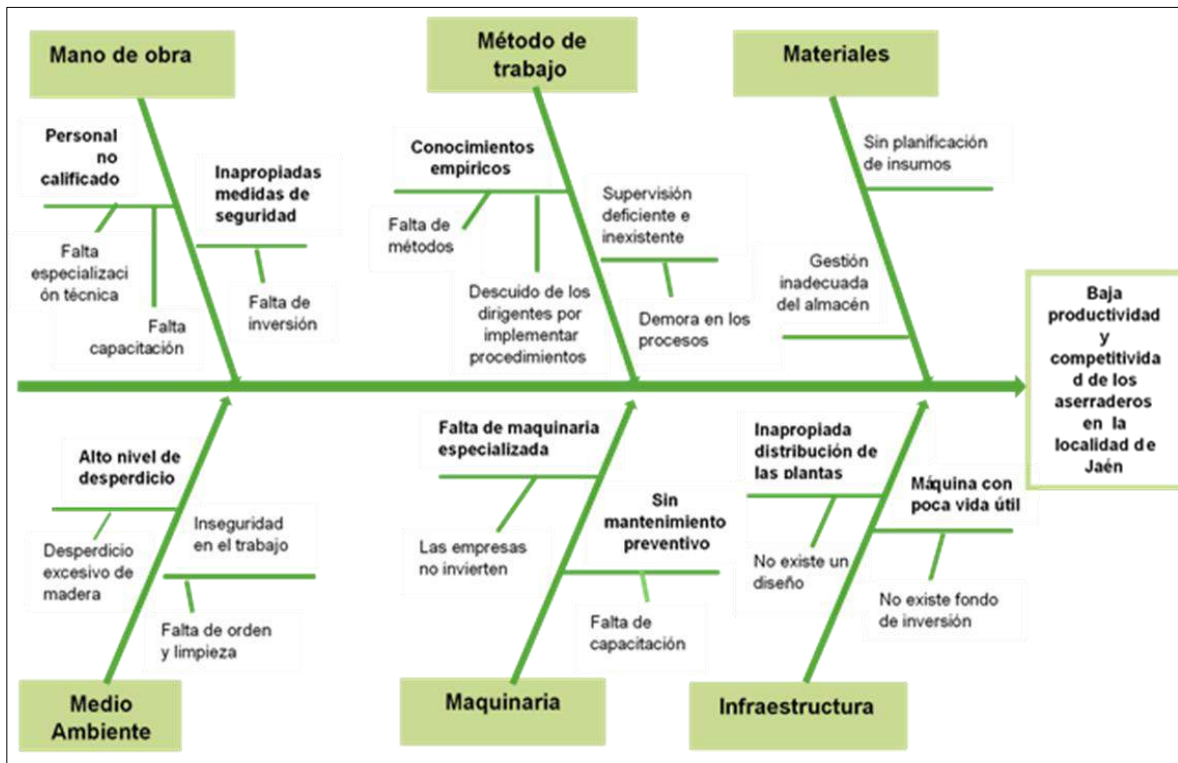 Mano de obra
Método de
trabajo
Materiales
Personal
no
calificado
Inapropiadas
medidas de
seguridad
Falta
especializaci
ón técnica
Falta
capacitación
Falta de
inversión
Conocimientos
empíricos
Falta de
métodos
Descuido de los
dirigentes por
implementar
procedimientos
Supervisión
deficiente e
inexistente
Demora en los
procesos
Sin planificación
de insumos
Gestión
inadecuada
del almacén
Baja
productividad
y
competitivida
d de los
aserraderos
en la
localidad de
Jaén
Alto nivel de
desperdicio
Desperdicio
excesivo de
madera
Inseguridad
en el trabajo
Falta de orden
y limpieza
Falta de maquinaria
especializada
Las empresas
no invierten
Sin
mantenimiento
preventivo
Falta de
capacitación
Inapropiada
distribución de
las plantas
No existe un
diseño
Máquina con
poca vida útil
No existe fondo
de inversión
Medio
Ambiente
Maquinaria
Infraestructura